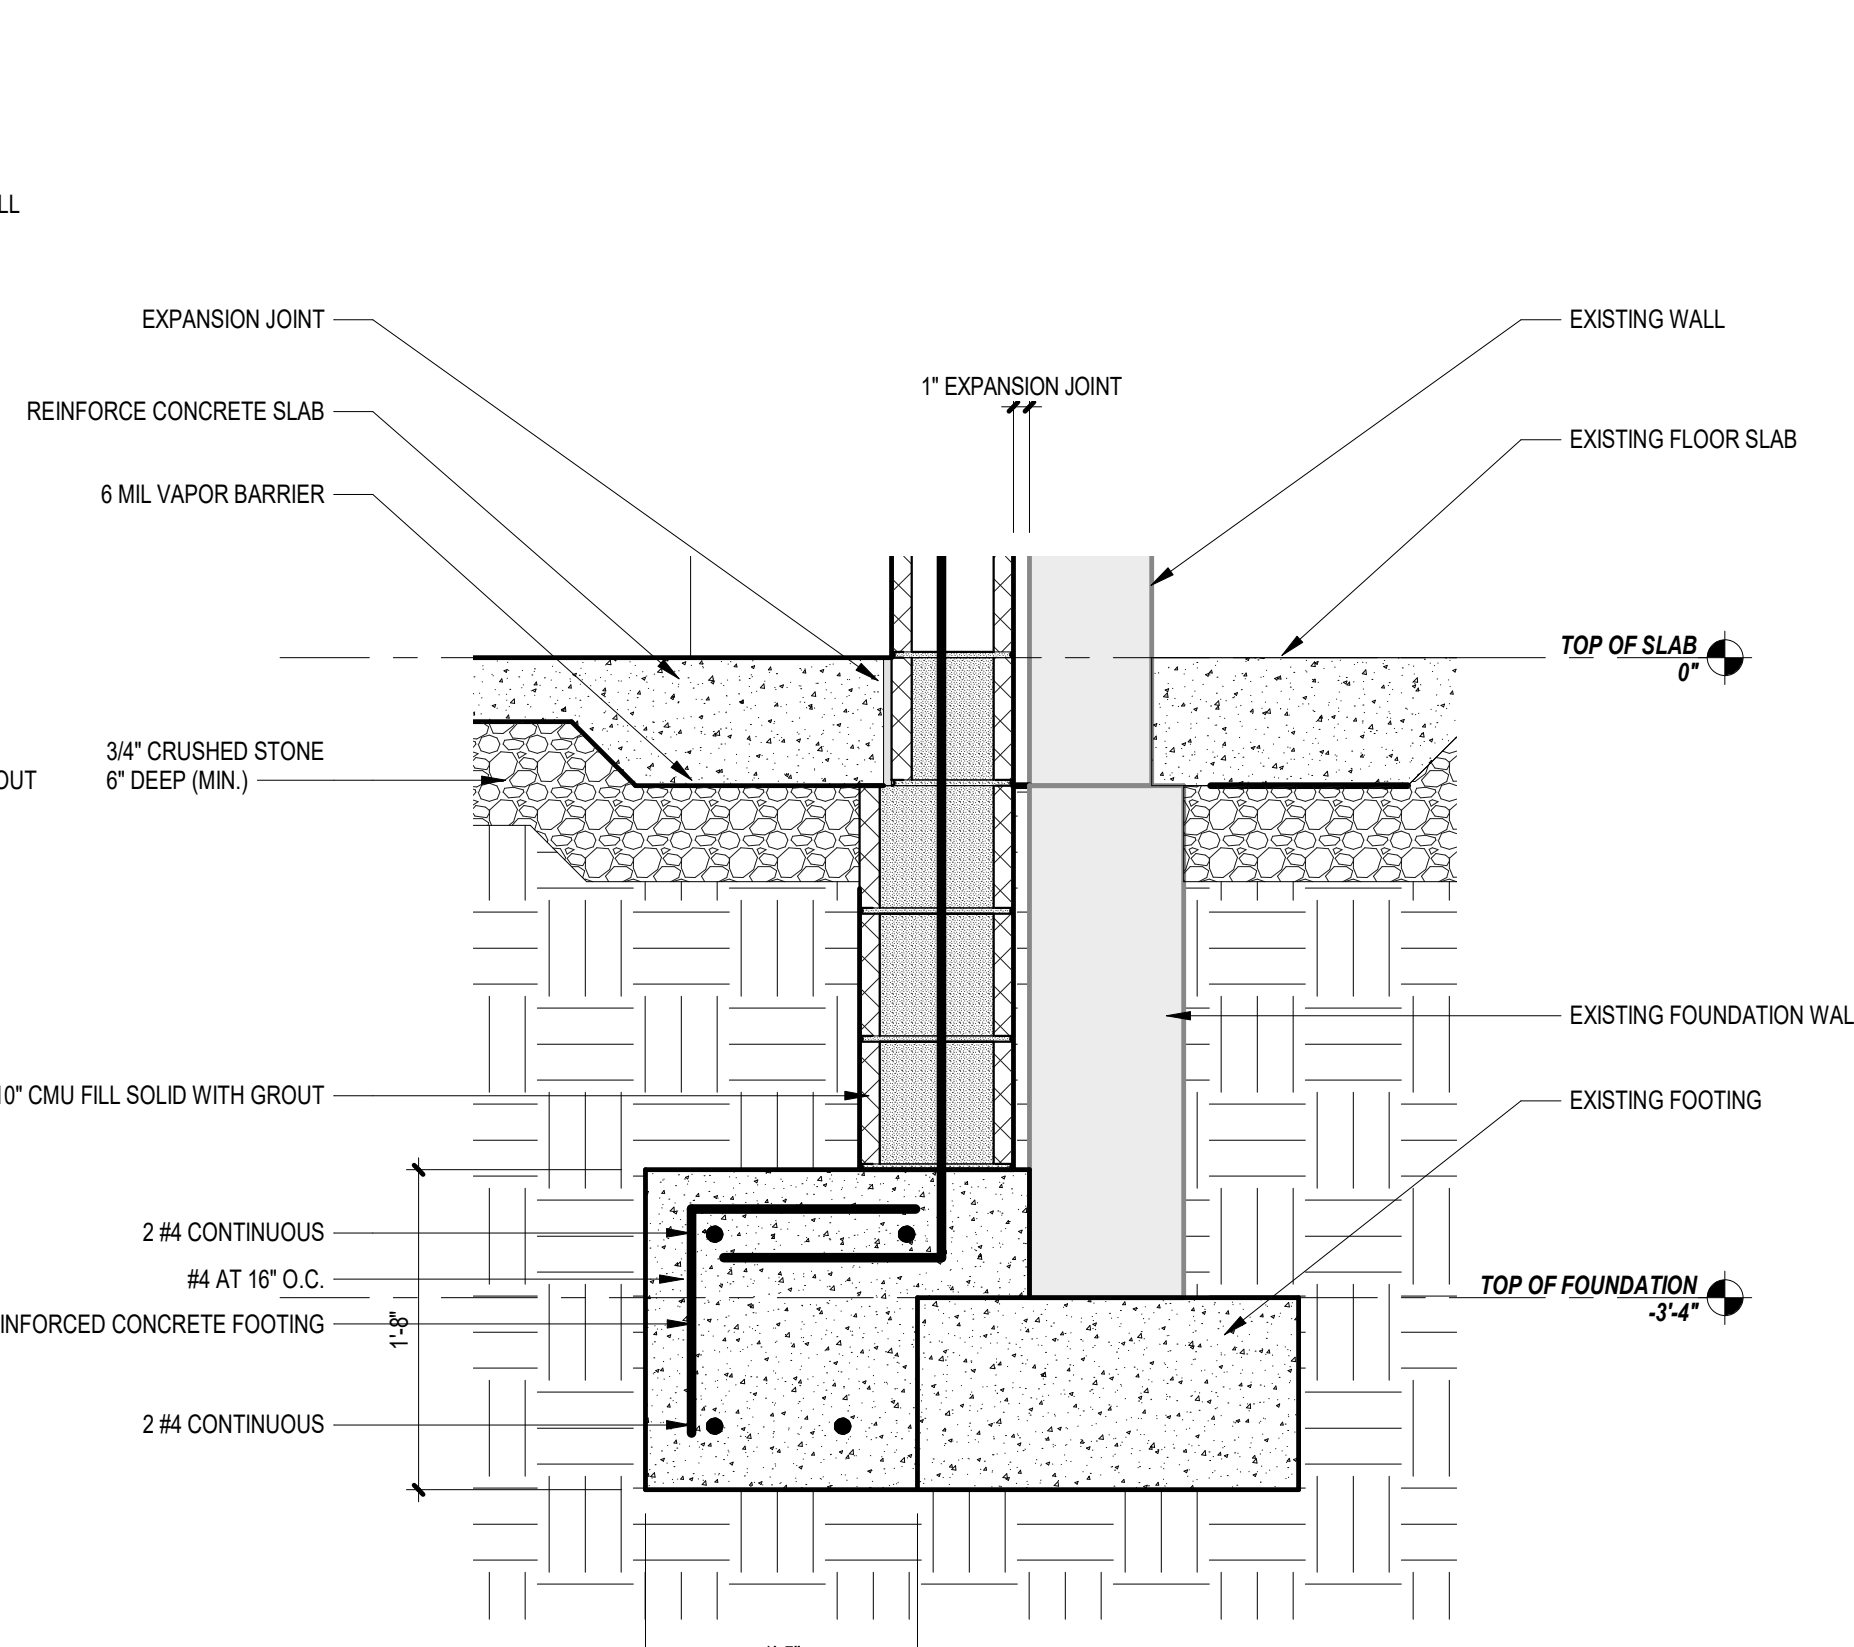 LL
EXPANSION JOINT
EXISTING WALL
1" EXPANSION JOINT
REINFORCE CONCRETE SLAB
EXISTING FLOOR SLAB
6 MIL VAPOR BARRIER
TOP OF SLAB
0"
3/4" CRUSHED STONE
6" DEEP (MIN.)
OUT
EXISTING FOUNDATION WAL
10" CMU FILL SOLID WITH GROUT
EXISTING FOOTING
2 #4 CONTINUOUS
#4 AT 16" O.C.
TOP OF FOUNDATION
-3'-4"
INFORCED CONCRETE FOOTING
1'-8"
2 #4 CONTINUOUS